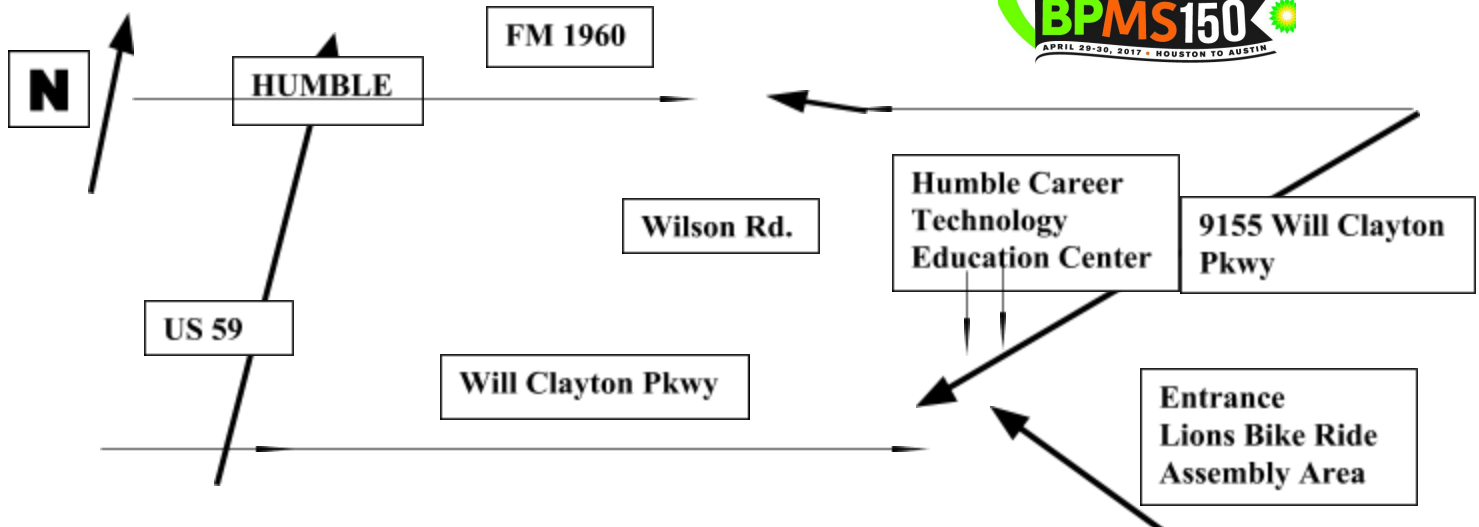 BPMS150
APRIL 29-30, 2017 • HOUSTON TO AUSTIN
FM 1960
N
HUMBLE
Humble Career
Technology
Education Center
Wilson Rd.
9155 Will Clayton
Pkwy
US 59
Will Clayton Pkwy
Entrance
Lions Bike Ride
Assembly Area